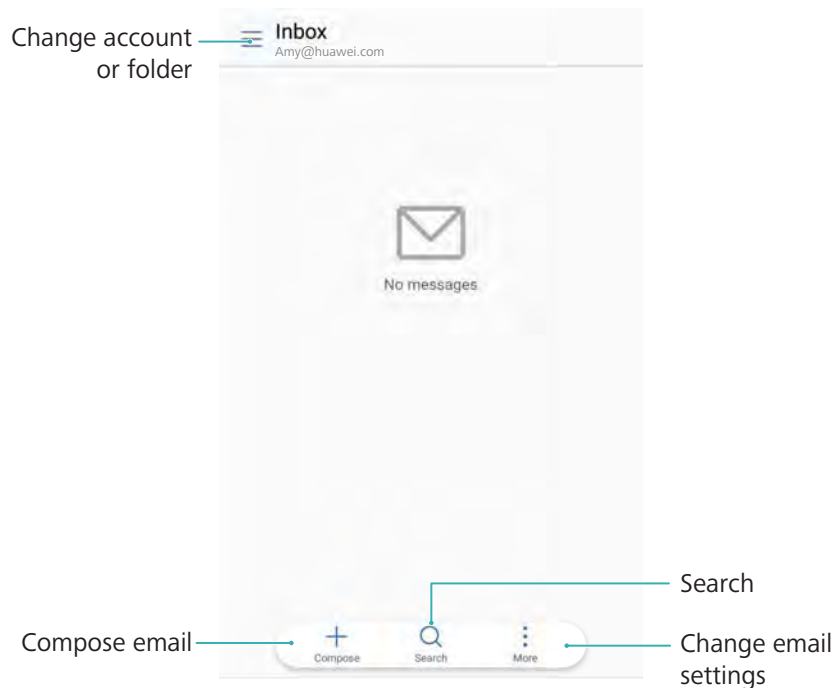 Change account
or folder
Inbox
Amy@huawei.com
No messages
Search
Compose email
Compose
Search
More
Change email
settings